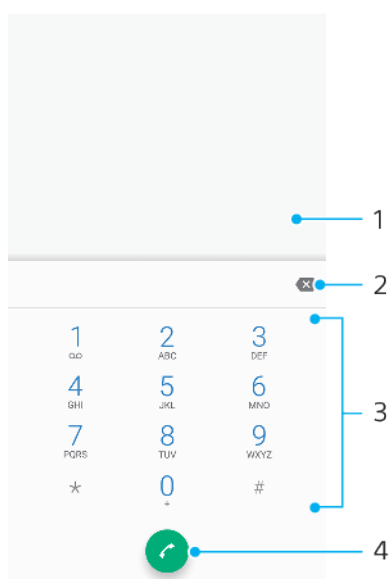 1
2
1 2 3
ABC DEF
4 5 6
GHI JKL MNO
3
7 8 9
PQRS TUV WXYZ
* 0 #
+
4